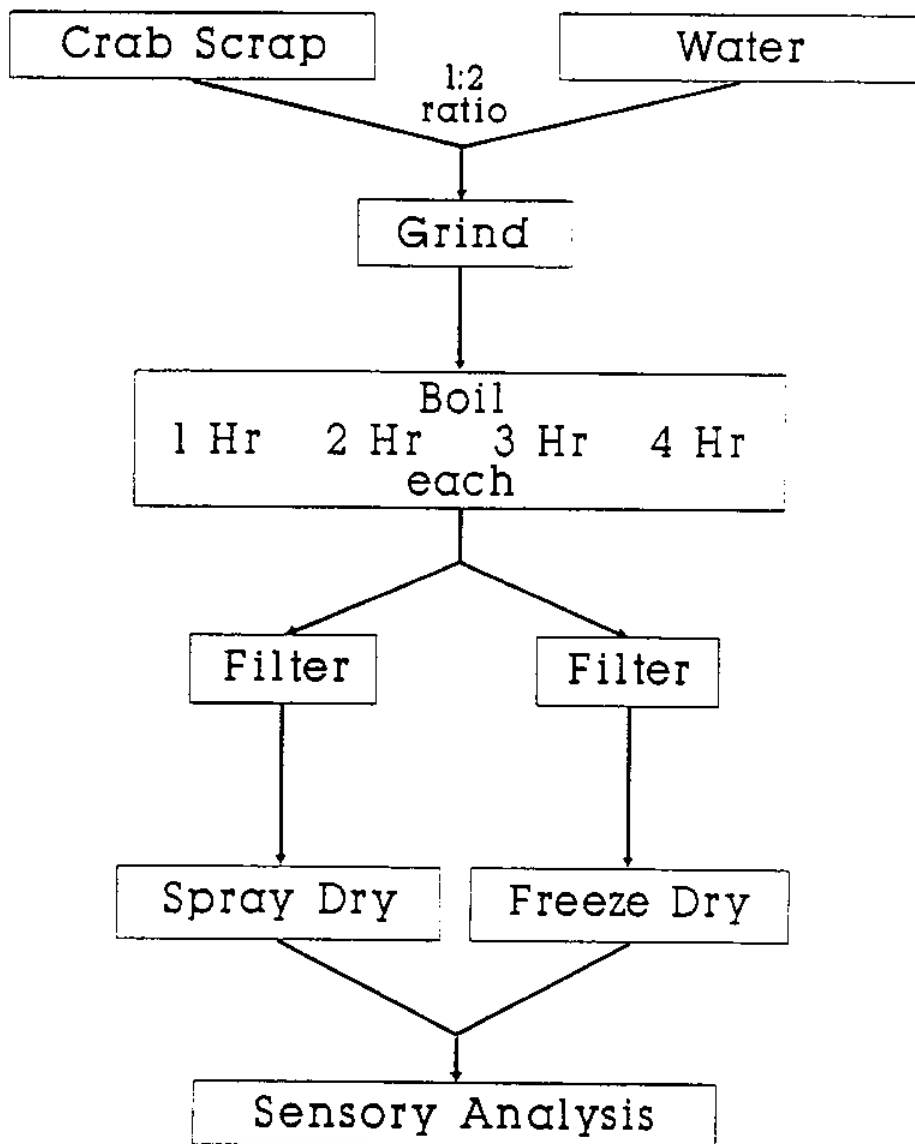 Crab Scrap
Water
1:2
ratio
Grind
Boil
1 Hr 2 Hr 3 Hr 4 Hr
each
Filter
Filter
Spray Dry
Freeze Dry
Sensory Analysis